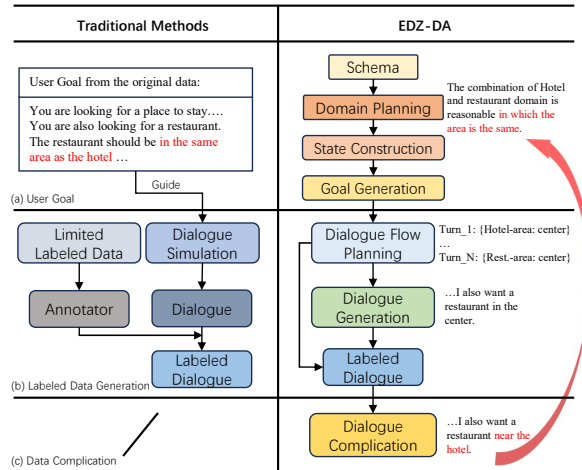 Traditional Methods
EDZ-DA
User Goal from the original data:
You are looking for a place to stay….
You are also looking for a restaurant.
The restaurant should be in the same
area as the hotel …
Guide
(a) User Goal
Schema
Domain Planning
State Construction
Goal Generation
The combination of Hotel
and restaurant domain is
reasonable in which the
area is the same.
Limited
Labeled Data
Dialogue
Simulation
Annotator
Dialogue
Labeled
Dialogue
(b) Labeled Data Generation
Dialogue Flow
Planning
Turn_1: {Hotel-area: center}
…
Turn_N: {Rest.-area: center}
Dialogue
Generation
…I also want a
restaurant in the
center.
Labeled
Dialogue
(c) Data Complication
Dialogue
Complication
…I also want a
restaurant near the
hotel.